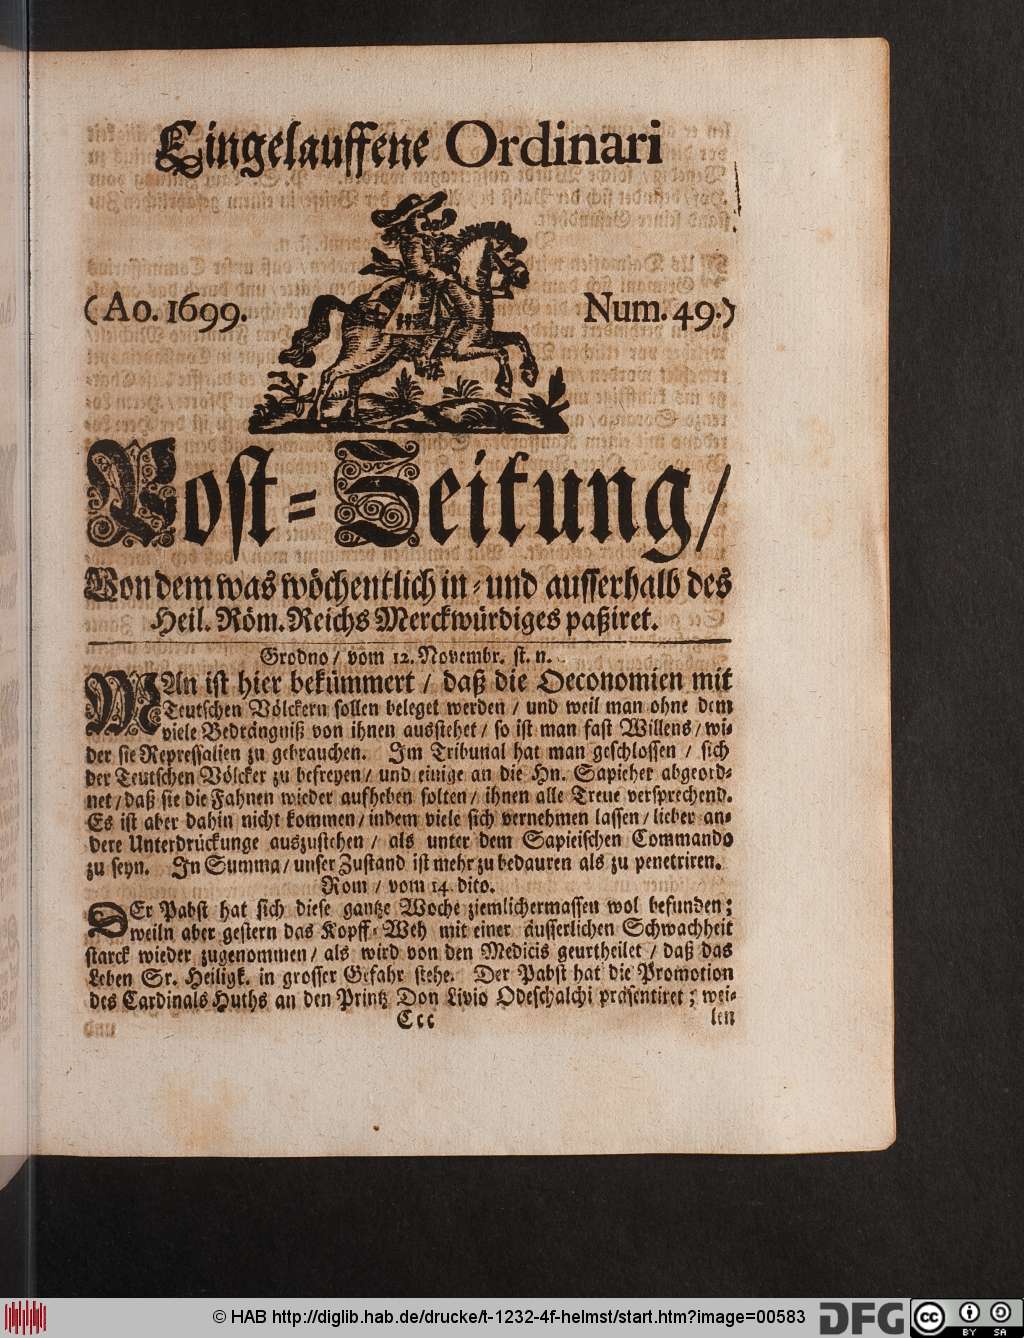 Eingelauffene Ordinari
(Ao. 1699. Num. 49.)
Post-Zeitung/
Von dem was wöchentlich in- und ausserhalb des
Heil. Röm. Reichs Merckwürdiges paßiret.
Grodno/ vom 12. Novembr. st. n.
MAn ist hier bekümmert/ daß die Oeconomien mit
Teutschen Völckern sollen beleget werden/ und weil man ohne dem
viele Bedrängniß von ihnen ausstehet/ so ist man fast Willens/ wi-
der sie Repressalien zu gebrauchen. Im Tribunal hat man geschlossen/ sich
der Teutschen Völcker zu befreyen/ und einige an die Hn. Sapieher abgeord-
net/ daß sie die Fahnen wieder aufheben solten/ ihnen alle Treue versprechend.
Es ist aber dahin nicht kommen/ indem viele sich vernehmen lassen/ lieber an-
dere Unterdrückunge auszustehen/ als unter dem Sapieischen Commando
zu seyn. In Summa/ unser Zustand ist mehr zu bedauren als zu penetriren.
Rom/ vom 14. dito.
DEr Pabst hat sich diese gantze Woche ziemlichermassen wol befunden;
weiln aber gestern das Kopff-Weh mit einer äusserlichen Schwachheit
starck wieder zugenommen/ als wird von den Medicis geurtheilet/ daß das
Leben Sr. Heiligk. in grosser Gefahr stehe. Der Pabst hat die Promotion
des Cardinals Huths an den Printz Don Livio Odeschalchi präsentiret; wei-
Ccc len
© HAB http://diglib.hab.de/drucke/t-1232-4f-helmst/start.htm?image=00583 DFG cc BY SA